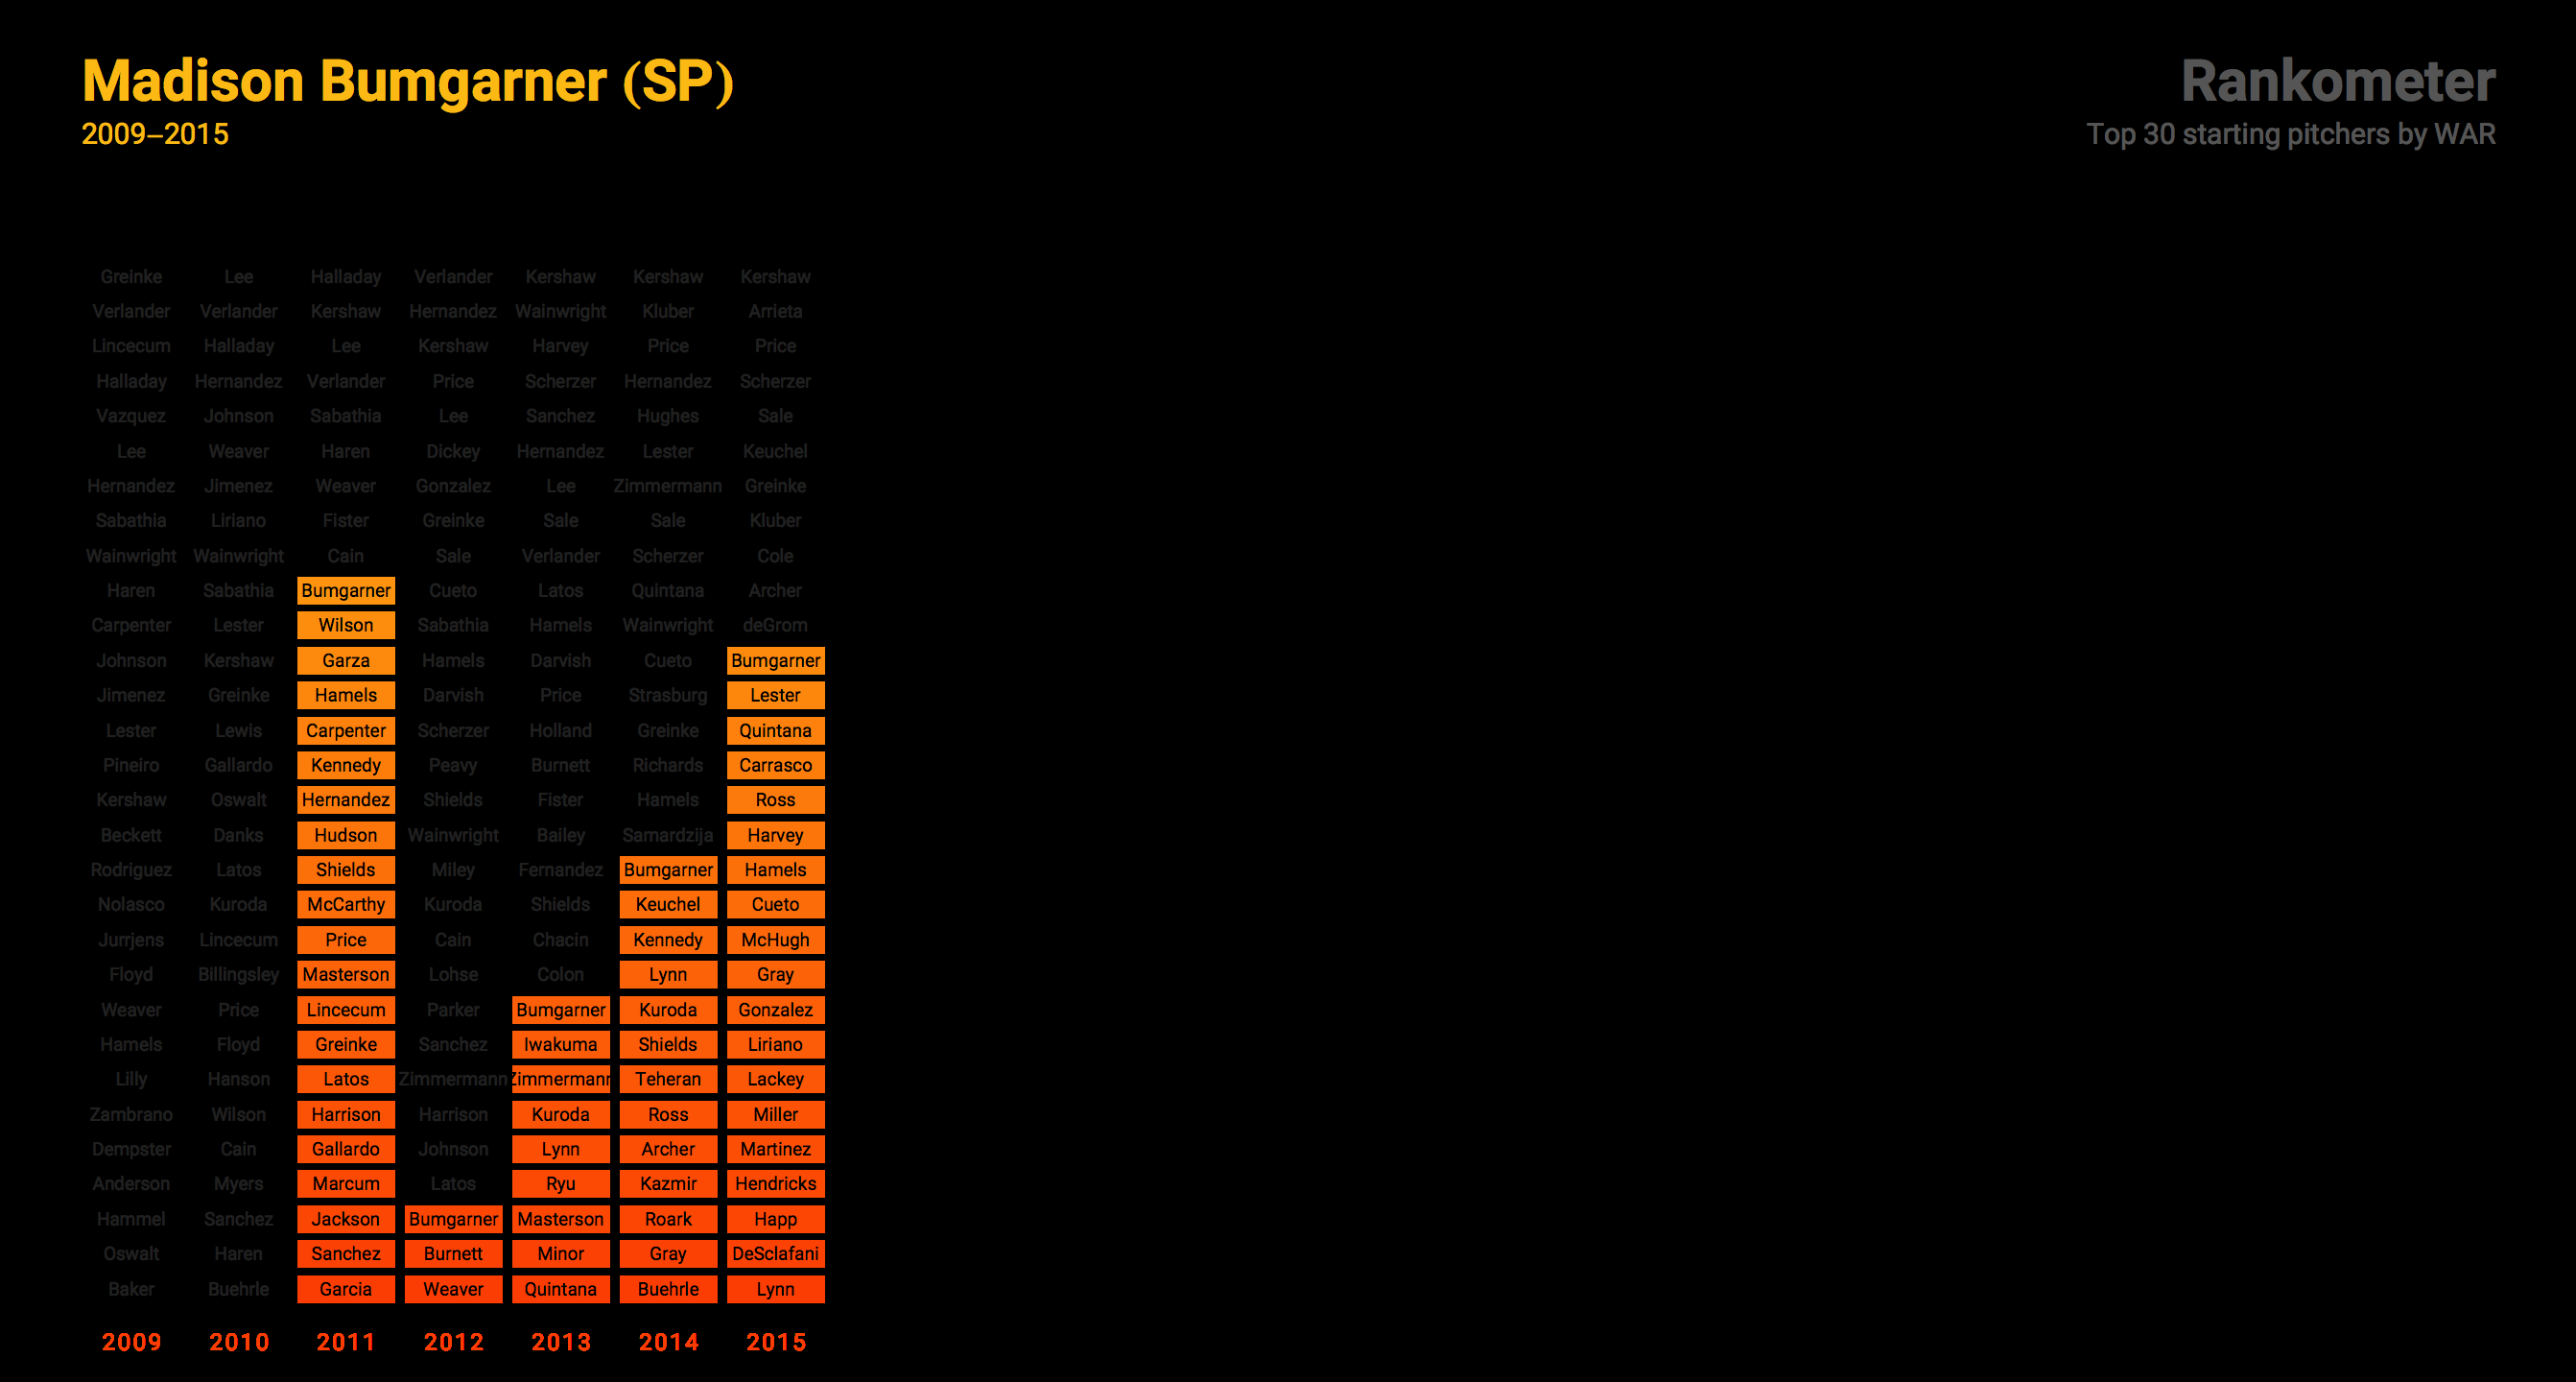 Madison Bumgarner (SP)
2009–2015
Rankometer
Top 30 starting pitchers by WAR
Greinke Lee Halladay Verlander Kershaw Kershaw Kershaw
Verlander Verlander Kershaw Hernandez Wainwright Kluber Arrieta
Lincecum Halladay Lee Kershaw Harvey Price Price
Halladay Hernandez Verlander Price Scherzer Hernandez Scherzer
Vazquez Johnson Sabathia Lee Sanchez Hughes Sale
Lee Weaver Haren Dickey Hernandez Lester Keuchel
Hernandez Jimenez Weaver Gonzalez Lee Zimmermann Greinke
Sabathia Liriano Fister Greinke Sale Sale Kluber
Wainwright Wainwright Cain Sale Verlander Scherzer Cole
Haren Sabathia Bumgarner Cueto Latos Quintana Archer
Carpenter Lester Wilson Sabathia Hamels Wainwright deGrom
Johnson Kershaw Garza Hamels Darvish Cueto Bumgarner
Jimenez Greinke Hamels Darvish Price Strasburg Lester
Lester Lewis Carpenter Scherzer Holland Greinke Quintana
Pineiro Gallardo Kennedy Peavy Burnett Richards Carrasco
Kershaw Oswalt Hernandez Shields Fister Hamels Ross
Beckett Danks Hudson Wainwright Bailey Samardzija Harvey
Rodriguez Latos Shields Miley Fernandez Bumgarner Hamels
Nolasco Kuroda McCarthy Kuroda Shields Keuchel Cueto
Jurrjens Lincecum Price Cain Chacin Kennedy McHugh
Floyd Billingsley Masterson Lohse Colon Lynn Gray
Weaver Price Lincecum Parker Bumgarner Kuroda Gonzalez
Hamels Floyd Greinke Sanchez Iwakuma Shields Liriano
Lilly Hanson Latos Zimmermann Zimmermann Teheran Lackey
Zambrano Wilson Harrison Harrison Kuroda Ross Miller
Dempster Cain Gallardo Johnson Lynn Archer Martinez
Anderson Myers Marcum Latos Ryu Kazmir Hendricks
Hammel Sanchez Jackson Bumgarner Masterson Roark Happ
Oswalt Haren Sanchez Burnett Minor Gray DeSclafani
Baker Buehrle Garcia Weaver Quintana Buehrle Lynn
2009 2010 2011 2012 2013 2014 2015